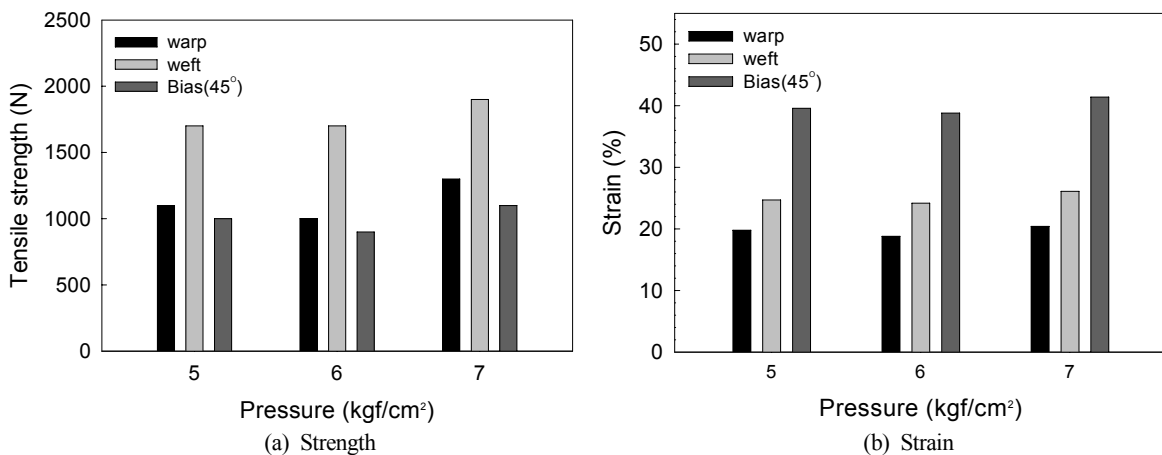 2500
2000
1500
1000
500
0
Tensile strength (N)
warp
weft
Bias(45°)
5 6 7
Pressure (kgf/cm²)
(a) Strength
50
40
30
20
10
0
Strain (%)
warp
weft
Bias(45°)
5 6 7
Pressure (kgf/cm²)
(b) Strain